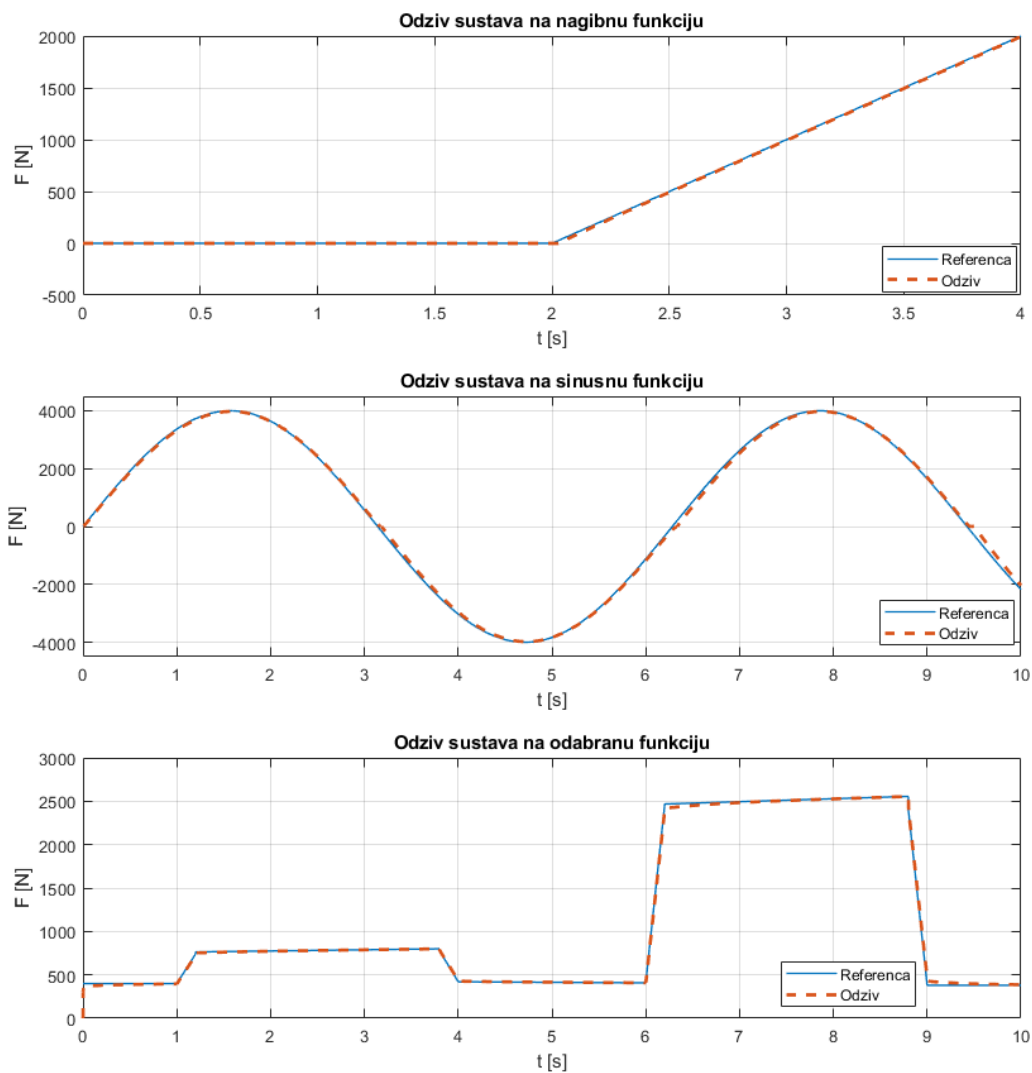 Odziv sustava na nagibnu funkciju
2000
1500
1000
500
0
-500
F [N]
Referenca
Odziv
0 0.5 1 1.5 2 2.5 3 3.5 4
t [s]
Odziv sustava na sinusnu funkciju
4000
2000
0
-2000
-4000
F [N]
Referenca
Odziv
0 1 2 3 4 5 6 7 8 9 10
t [s]
Odziv sustava na odabranu funkciju
3000
2500
2000
1500
1000
500
0
F [N]
Referenca
Odziv
0 1 2 3 4 5 6 7 8 9 10
t [s]